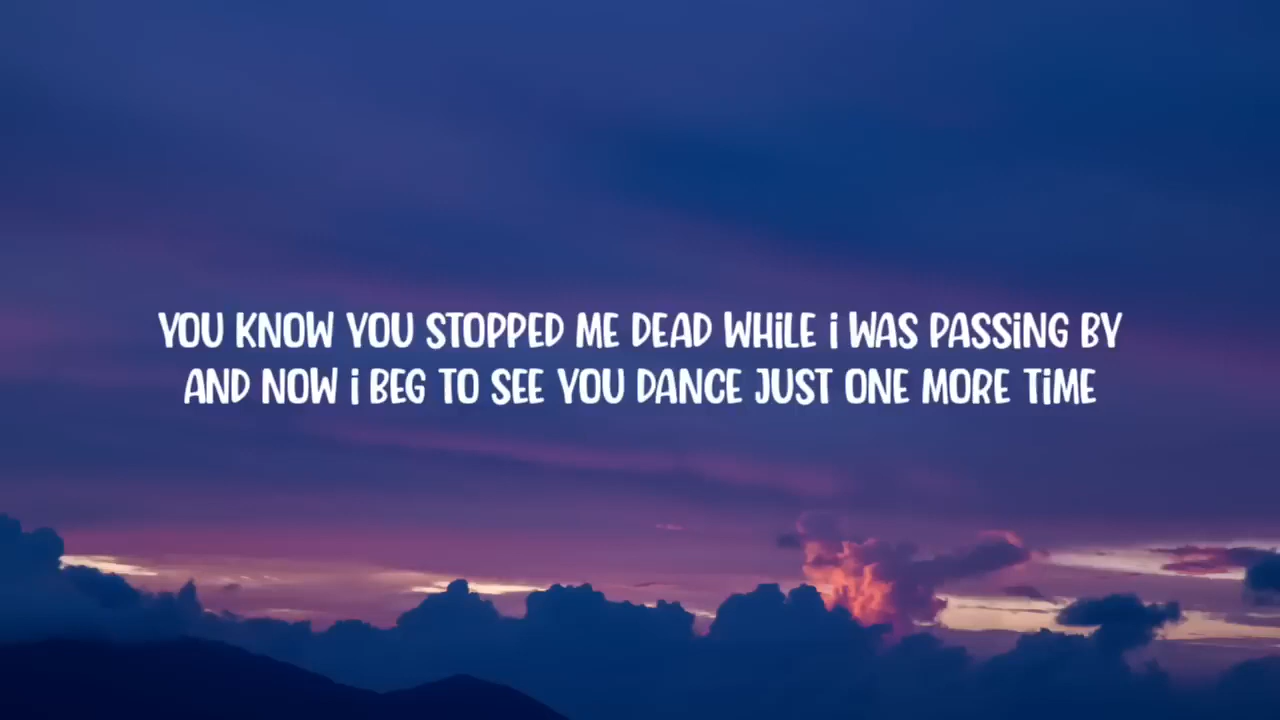 YOU KNOW YOU STOPPED ME DEAD WHiLE i WAS PASSiNG BY
AND NOW i BEG TO SEE YOU DANCE JUST ONE MORE TiME